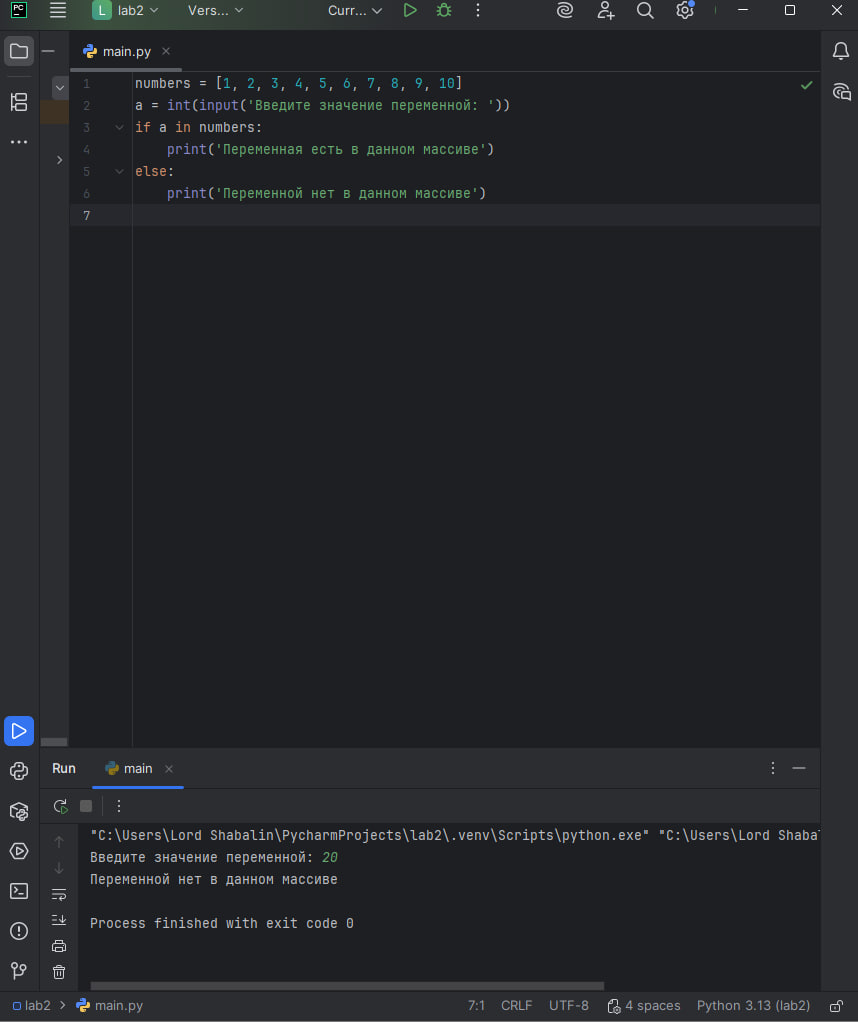 PC
L lab2 Vers... Curr...
main.py
1 numbers = [1, 2, 3, 4, 5, 6, 7, 8, 9, 10]
2 a = int(input('Введите значение переменной: '))
3 if a in numbers:
4 print('Переменная есть в данном массиве')
5 else:
6 print('Переменной нет в данном массиве')
7
Run main
"C:\Users\Lord Shabalin\PycharmProjects\lab2\.venv\Scripts\python.exe" "C:\Users\Lord Shabal
Введите значение переменной: 20
Переменной нет в данном массиве
Process finished with exit code 0
lab2 > main.py 7:1 CRLF UTF-8 4 spaces Python 3.13 (lab2)